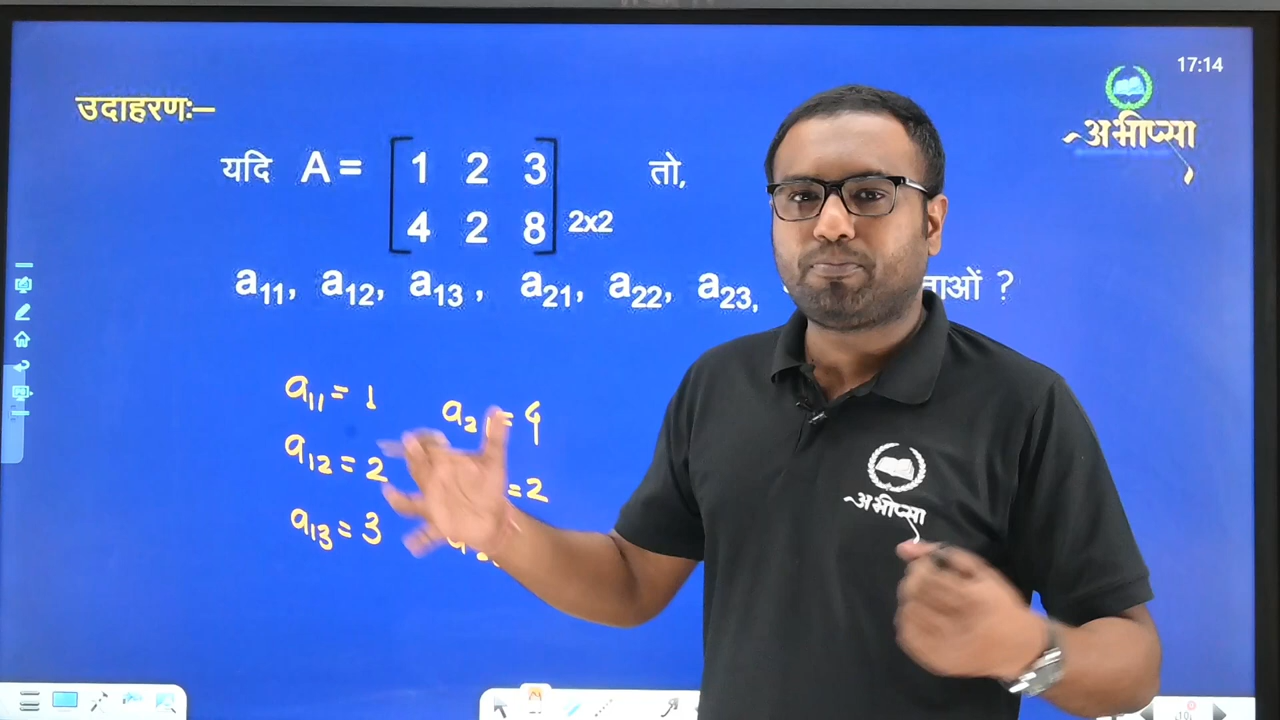 17:14
अभीप्सा
उदाहरणः–
यदि A = [ 1 2 3 तो,
4 2 8 ] 2x2
a11, a12, a13 , a21, a22, a23, ?
a11 = 1
a21 = 4
a12 = 2
= 2
a13 = 3
अभीप्सा